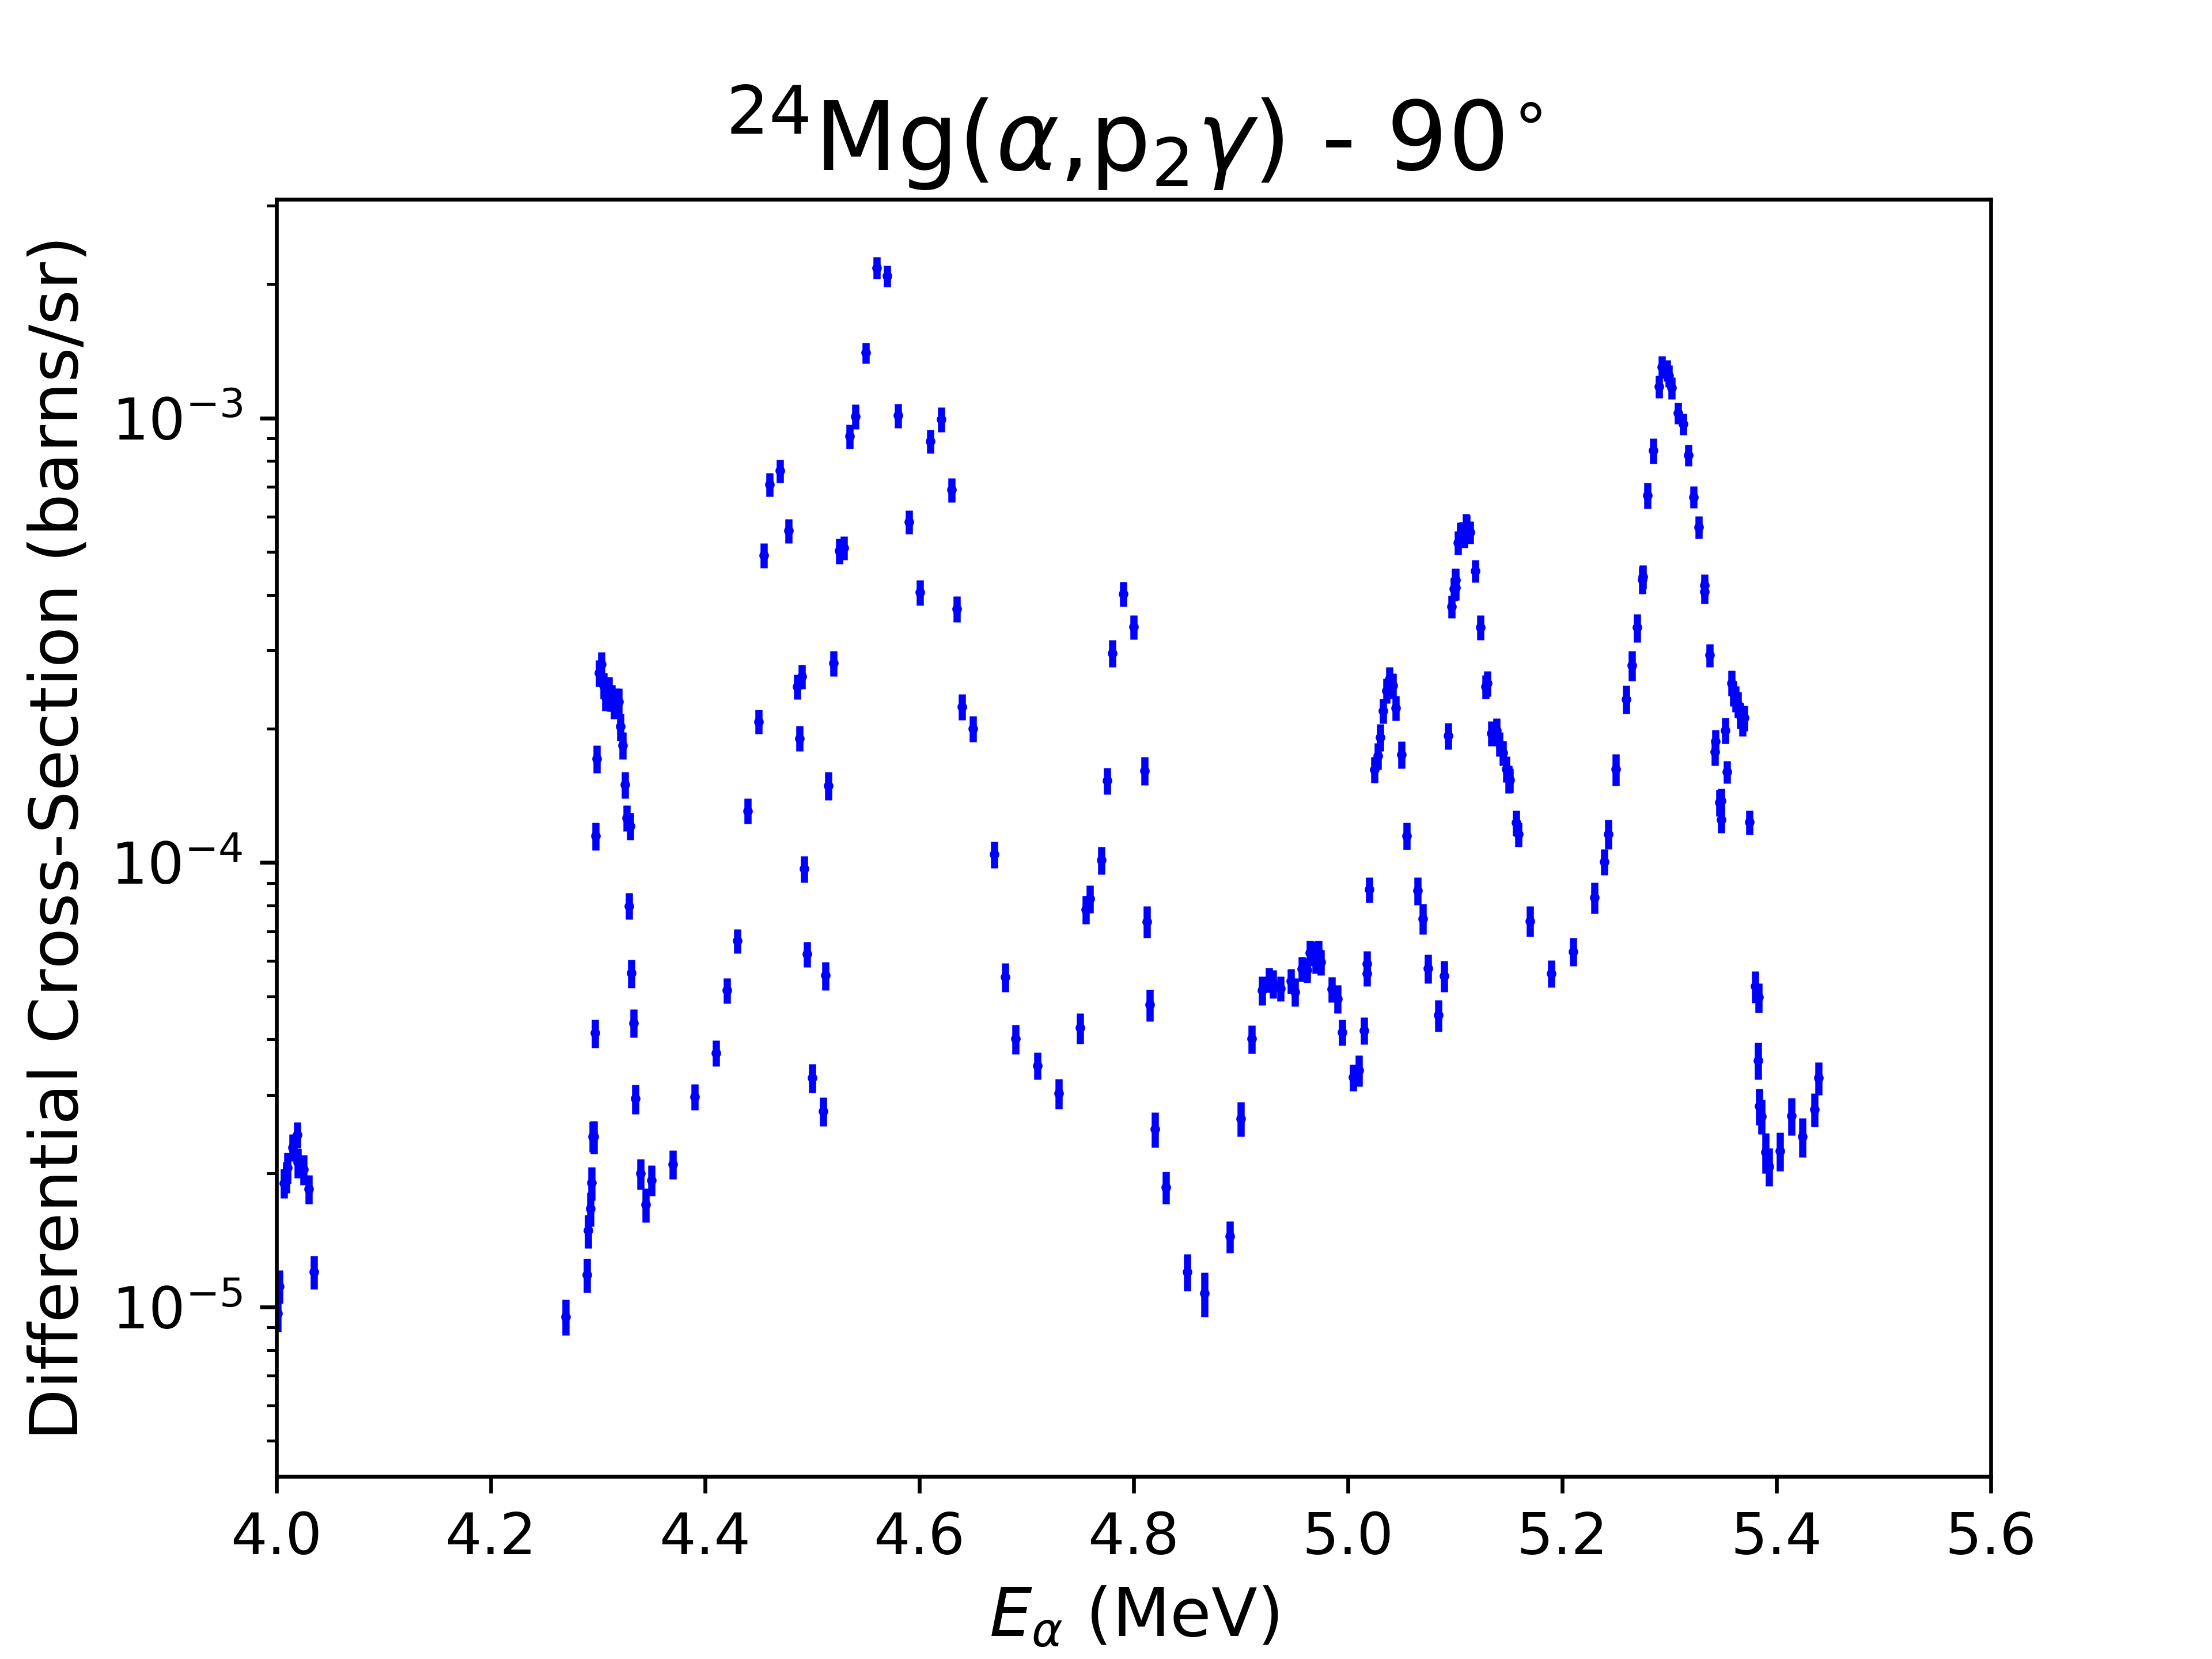 ²⁴Mg(α,p₂γ) - 90°
Differential Cross-Section (barns/sr)
10⁻³
10⁻⁴
10⁻⁵
4.0 4.2 4.4 4.6 4.8 5.0 5.2 5.4 5.6
E_α (MeV)